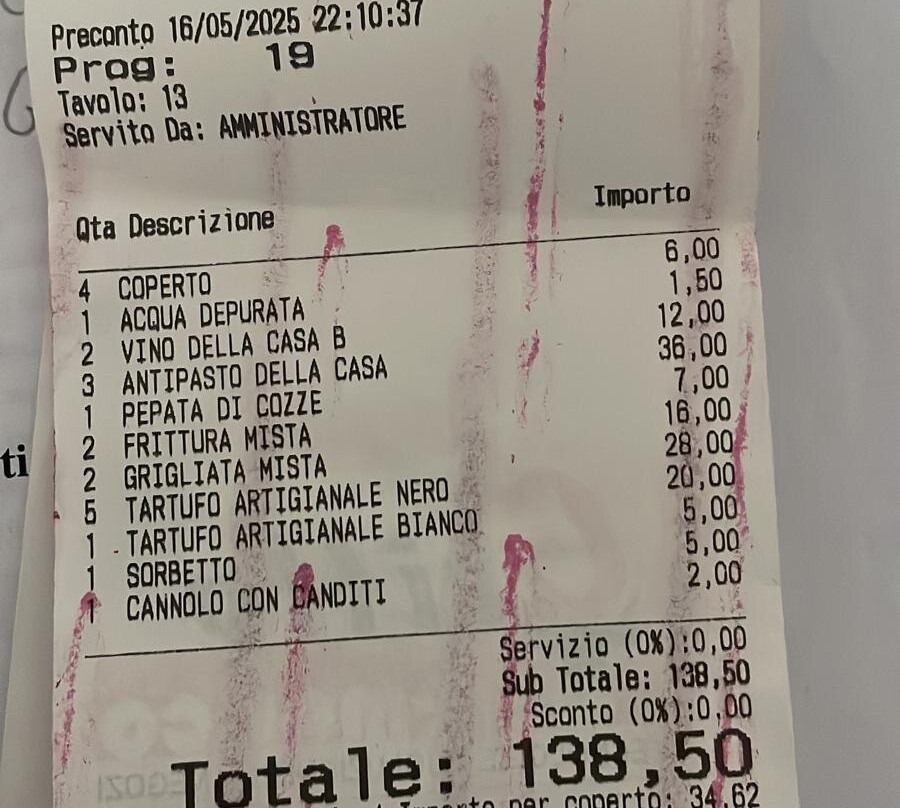 Preconto 16/05/2025 22:10:37
Prog: 19
Tavolo: 13
Servito Da: AMMINISTRATORE
Qta Descrizione Importo
4 COPERTO 6,00
1 ACQUA DEPURATA 1,50
2 VINO DELLA CASA B 12,00
3 ANTIPASTO DELLA CASA 36,00
1 PEPATA DI COZZE 7,00
2 FRITTURA MISTA 16,00
2 GRIGLIATA MISTA 28,00
5 TARTUFO ARTIGIANALE NERO 20,00
1 TARTUFO ARTIGIANALE BIANCO 5,00
1 SORBETTO 5,00
1 CANNOLO CON CANDITI 2,00
Servizio (0%):0,00
Sub Totale: 138,50
Sconto (0%):0,00
Totale: 138,50
Importo per coperto: 34,62
ti